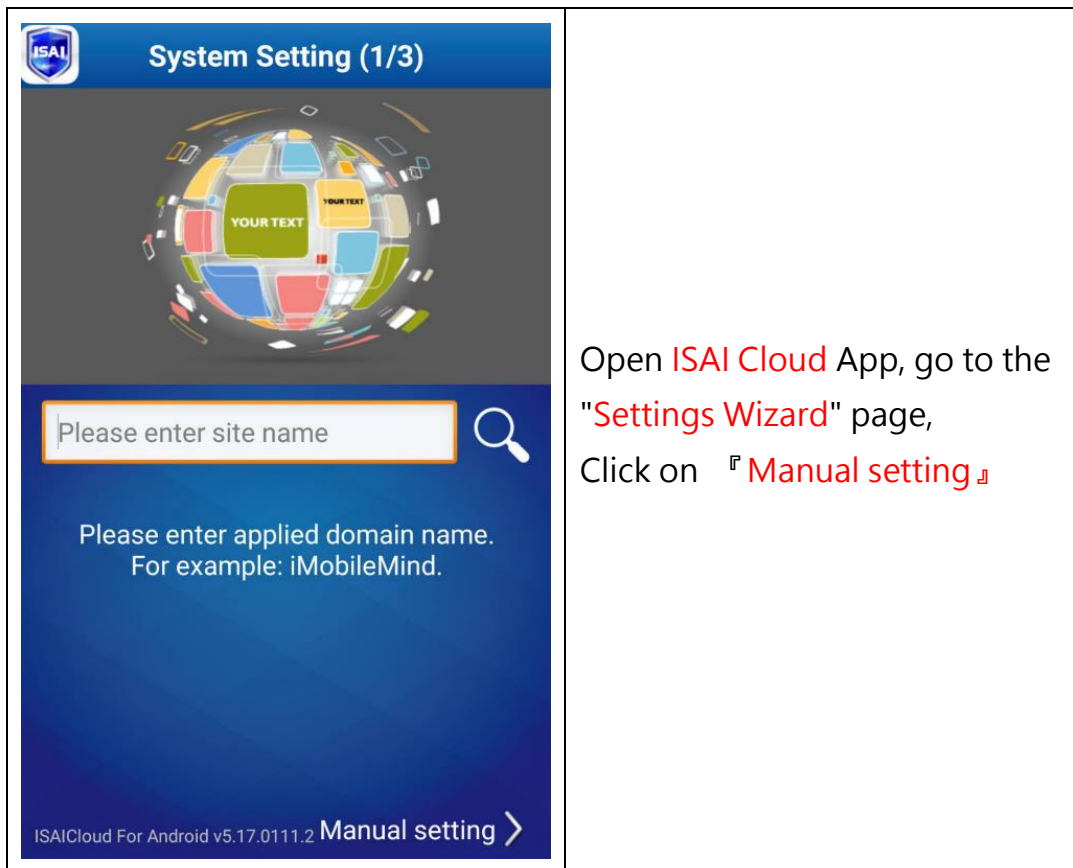 ISAI
System Setting (1/3)
YOUR TEXT
YOUR TEXT
Please enter site name
Please enter applied domain name.
For example: iMobileMind.
ISAICloud For Android v5.17.0111.2 Manual setting
Open ISAI Cloud App, go to the
"Settings Wizard" page,
Click on 『Manual setting』